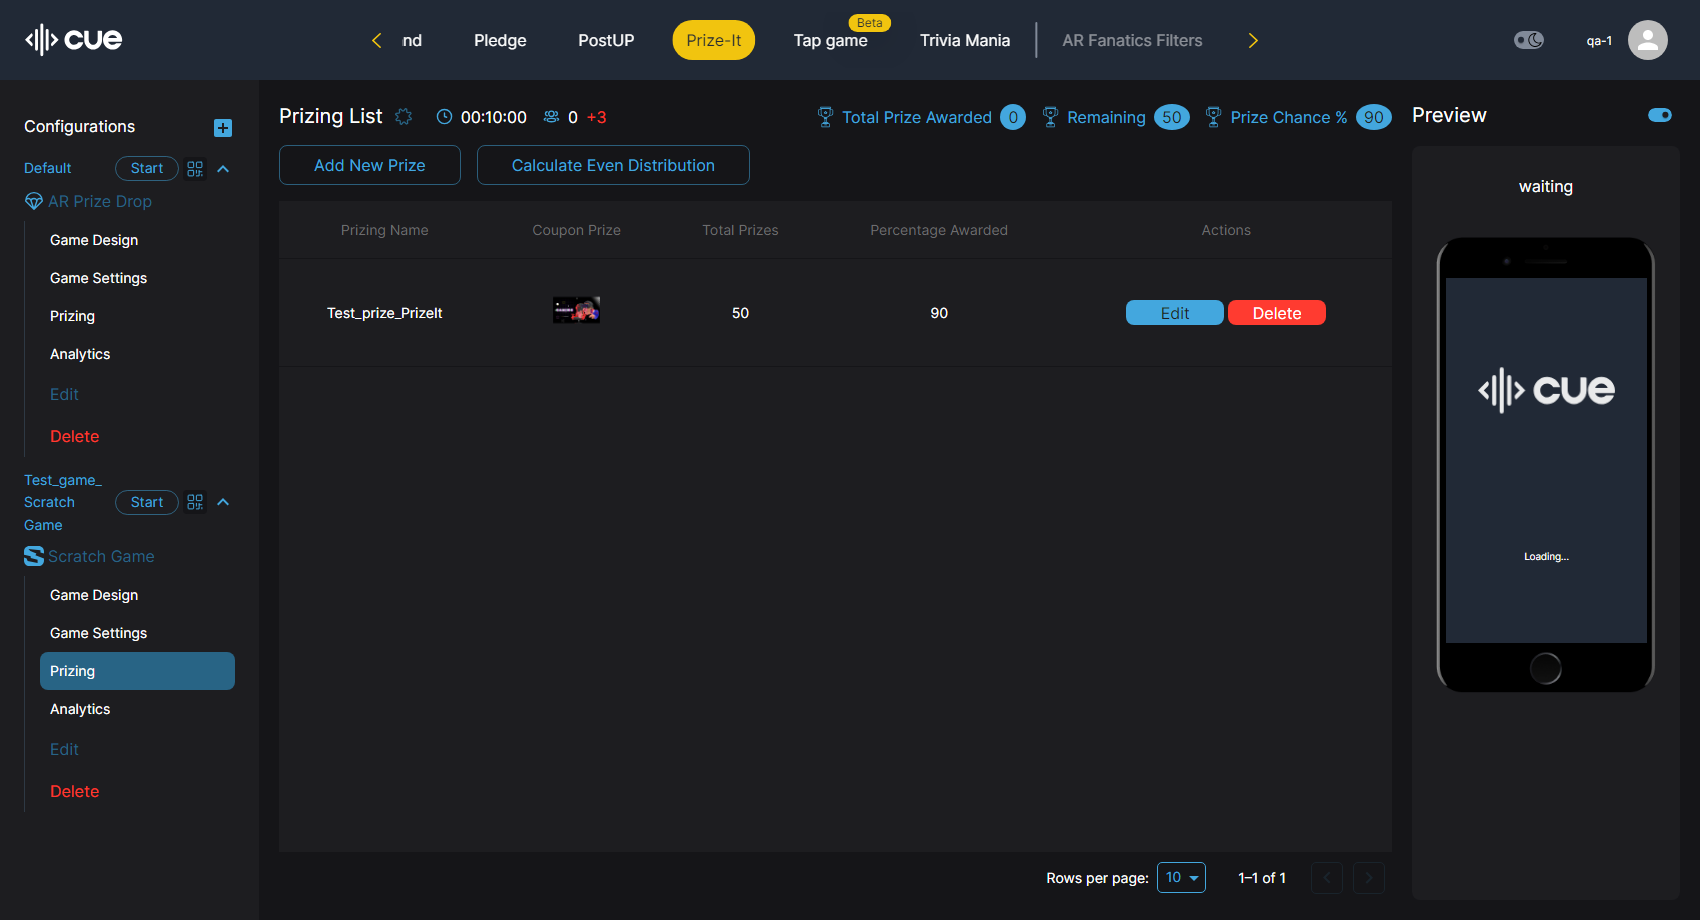 cue
nd
Pledge
PostUP
Prize-It
Beta
Tap game
Trivia Mania
AR Fanatics Filters
qa-1
Configurations
Default
Start
AR Prize Drop
Game Design
Game Settings
Prizing
Analytics
Edit
Delete
Test_game_
Scratch
Game
Start
Scratch Game
Game Design
Game Settings
Prizing
Analytics
Edit
Delete
Prizing List
00:10:00
0 +3
Total Prize Awarded 0
Remaining 50
Prize Chance % 90
Add New Prize
Calculate Even Distribution
Prizing Name Coupon Prize Total Prizes Percentage Awarded Actions
Test_prize_PrizeIt 50 90 Edit Delete
Rows per page: 10 1–1 of 1
Preview
waiting
cue
Loading...